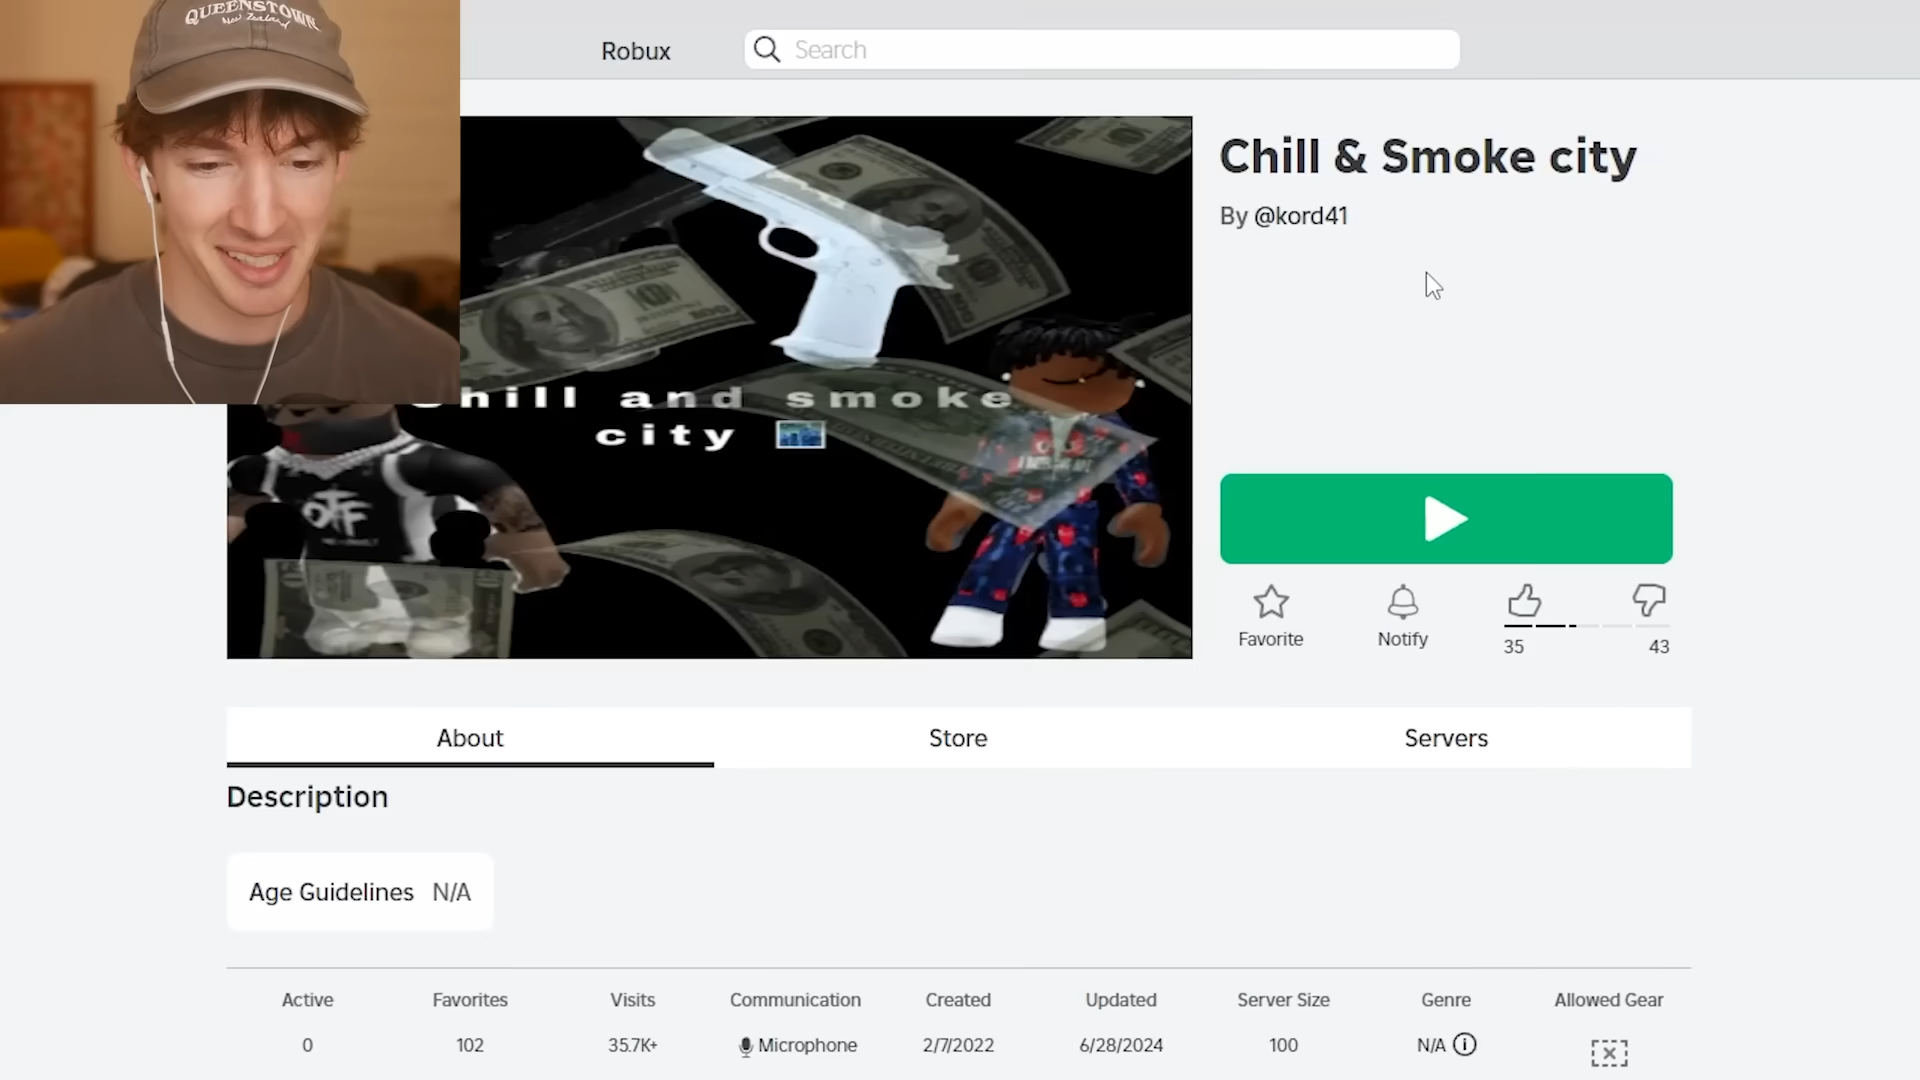 QUEENSTOWN
New Zealand
Robux
Search
Chill & Smoke city
By @kord41
Chill and smoke
city
OTF
Favorite
Notify
35
43
About
Store
Servers
Description
Age Guidelines N/A
Active
Favorites
Visits
Communication
Created
Updated
Server Size
Genre
Allowed Gear
0
102
35.7K+
Microphone
2/7/2022
6/28/2024
100
N/A